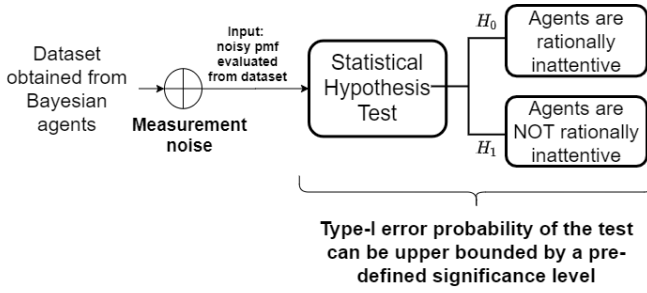 Dataset
obtained from
Bayesian
agents
Measurement
noise
Input:
noisy pmf
evaluated
from dataset
Statistical
Hypothesis
Test
H0
Agents are
rationally
inattentive
H1
Agents are
NOT rationally
inattentive
Type-I error probability of the test
can be upper bounded by a pre-
defined significance level